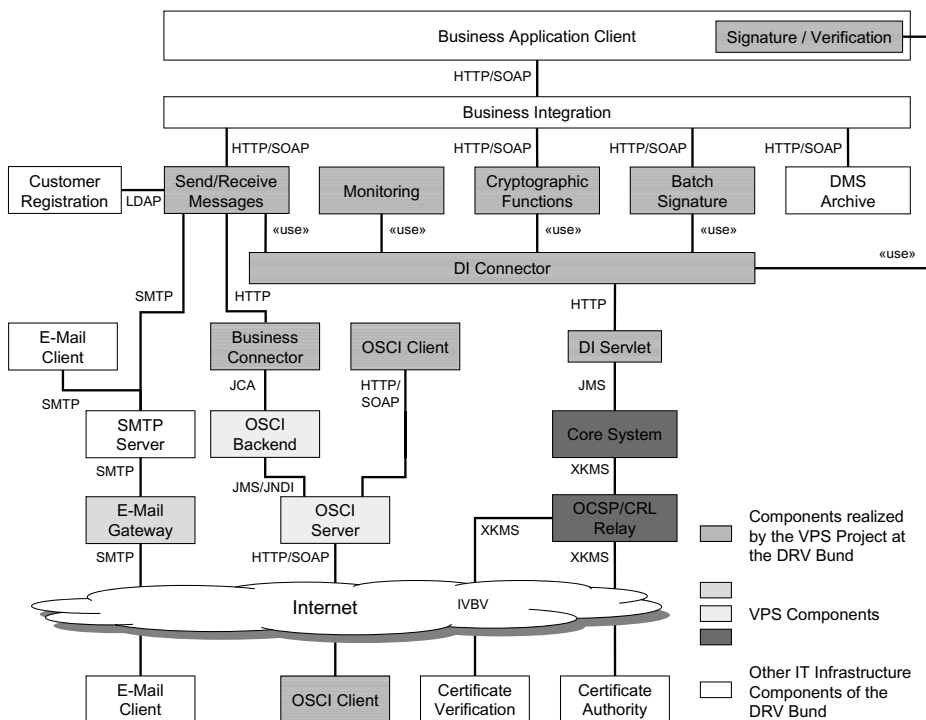 Business Application Client
Signature / Verification
HTTP/SOAP
Business Integration
HTTP/SOAP
HTTP/SOAP
HTTP/SOAP
HTTP/SOAP
Customer
Registration
LDAP
Send/Receive
Messages
Monitoring
Cryptographic
Functions
Batch
Signature
DMS
Archive
«use»
«use»
«use»
«use»
«use»
DI Connector
SMTP
HTTP
HTTP
E-Mail
Client
Business
Connector
OSCI Client
DI Servlet
SMTP
JCA
HTTP/
SOAP
JMS
SMTP
Server
OSCI
Backend
Core System
SMTP
JMS/JNDI
XKMS
E-Mail
Gateway
OSCI
Server
OCSP/CRL
Relay
SMTP
HTTP/SOAP
XKMS
XKMS
Components realized
by the VPS Project at
the DRV Bund
Internet
IVBV
VPS Components
E-Mail
Client
OSCI Client
Certificate
Verification
Certificate
Authority
Other IT Infrastructure
Components of the
DRV Bund